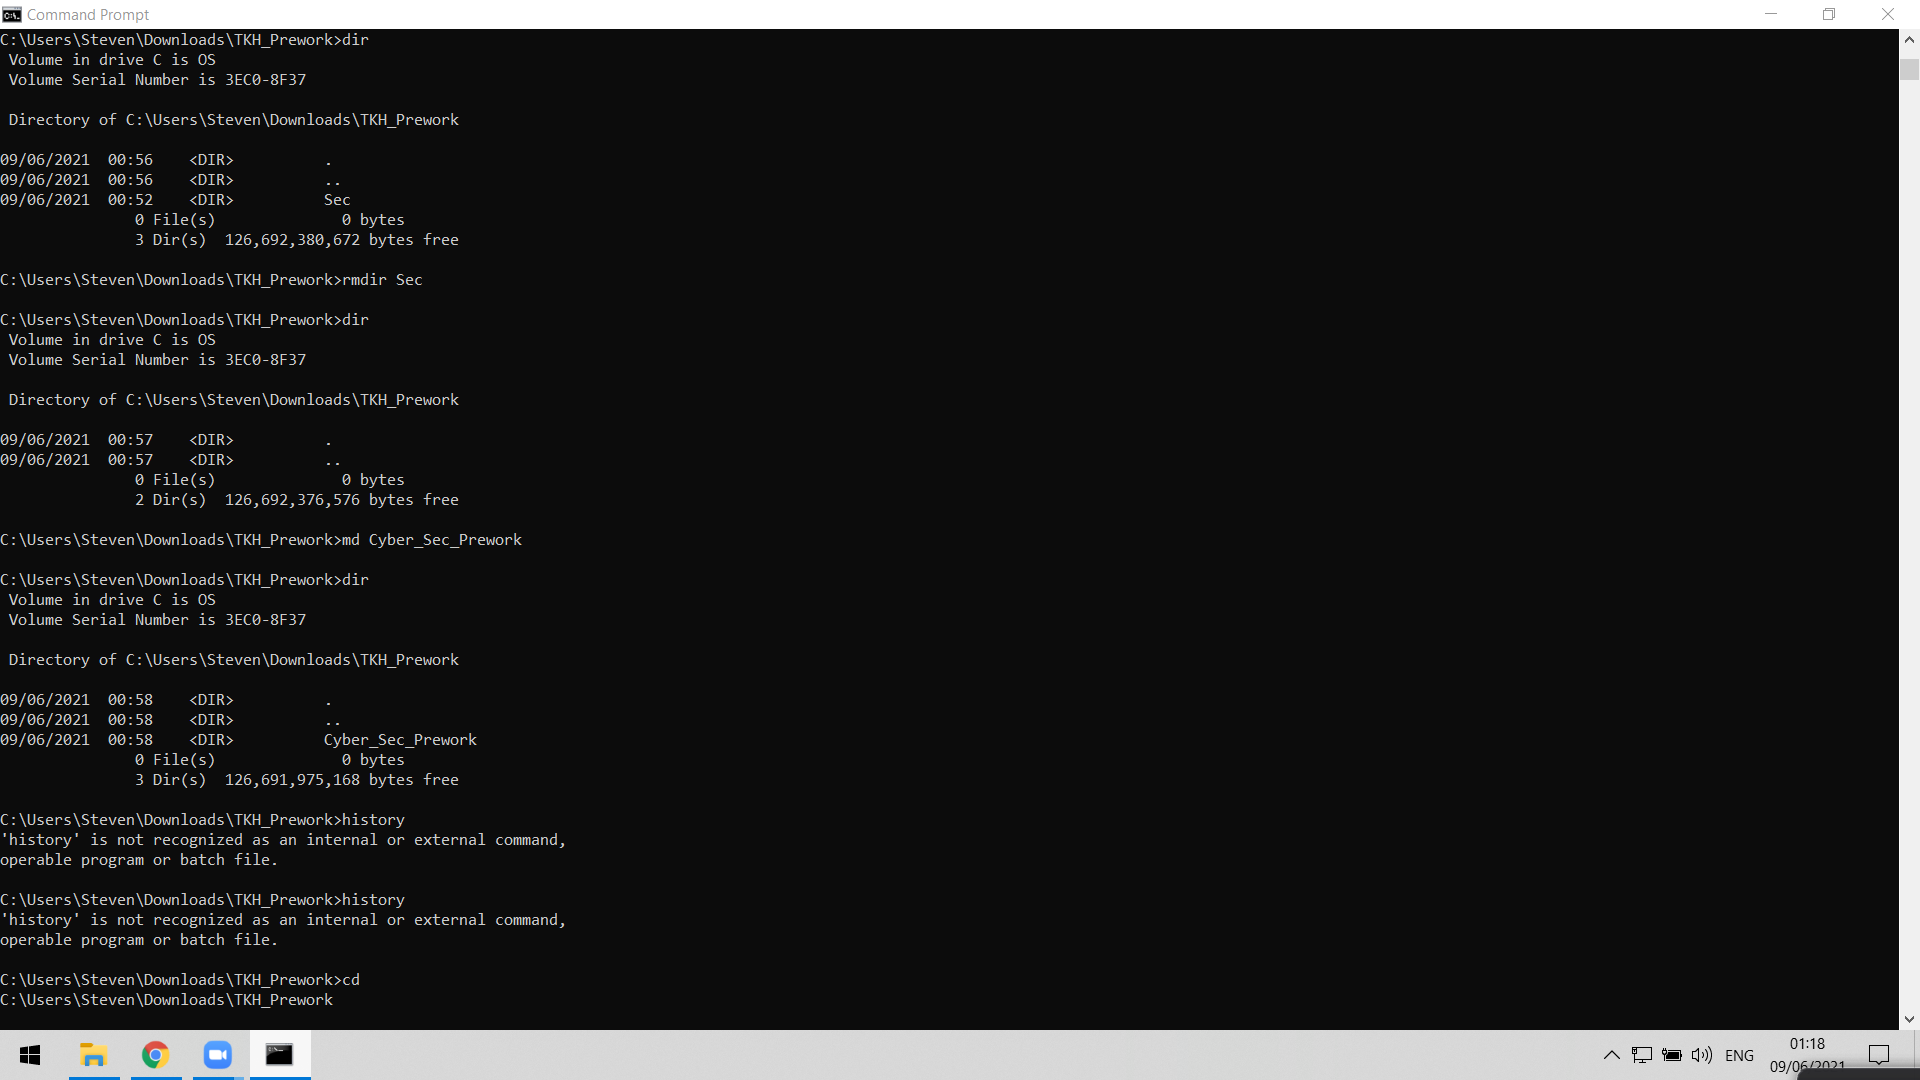 Command Prompt
C:\Users\Steven\Downloads\TKH_Prework>dir
 Volume in drive C is OS
 Volume Serial Number is 3EC0-8F37

 Directory of C:\Users\Steven\Downloads\TKH_Prework

09/06/2021  00:56    <DIR>          .
09/06/2021  00:56    <DIR>          ..
09/06/2021  00:52    <DIR>          Sec
               0 File(s)              0 bytes
               3 Dir(s)  126,692,380,672 bytes free

C:\Users\Steven\Downloads\TKH_Prework>rmdir Sec

C:\Users\Steven\Downloads\TKH_Prework>dir
 Volume in drive C is OS
 Volume Serial Number is 3EC0-8F37

 Directory of C:\Users\Steven\Downloads\TKH_Prework

09/06/2021  00:57    <DIR>          .
09/06/2021  00:57    <DIR>          ..
               0 File(s)              0 bytes
               2 Dir(s)  126,692,376,576 bytes free

C:\Users\Steven\Downloads\TKH_Prework>md Cyber_Sec_Prework

C:\Users\Steven\Downloads\TKH_Prework>dir
 Volume in drive C is OS
 Volume Serial Number is 3EC0-8F37

 Directory of C:\Users\Steven\Downloads\TKH_Prework

09/06/2021  00:58    <DIR>          .
09/06/2021  00:58    <DIR>          ..
09/06/2021  00:58    <DIR>          Cyber_Sec_Prework
               0 File(s)              0 bytes
               3 Dir(s)  126,691,975,168 bytes free

C:\Users\Steven\Downloads\TKH_Prework>history
'history' is not recognized as an internal or external command,
operable program or batch file.

C:\Users\Steven\Downloads\TKH_Prework>history
'history' is not recognized as an internal or external command,
operable program or batch file.

C:\Users\Steven\Downloads\TKH_Prework>cd
C:\Users\Steven\Downloads\TKH_Prework
ENG
01:18
09/06/2021